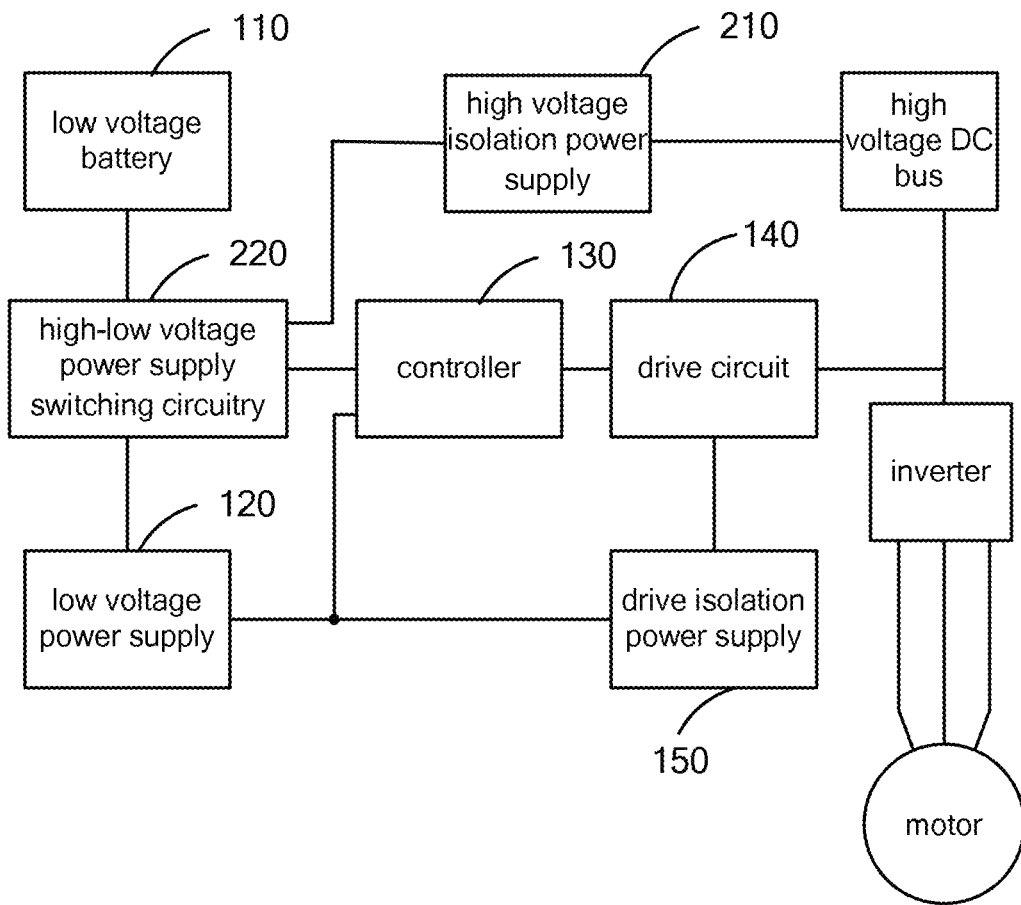 110
210
low voltage
battery
high voltage
isolation power
supply
high
voltage DC
bus
220
130
140
high-low voltage
power supply
switching circuitry
controller
drive circuit
inverter
120
low voltage
power supply
drive isolation
power supply
150
motor